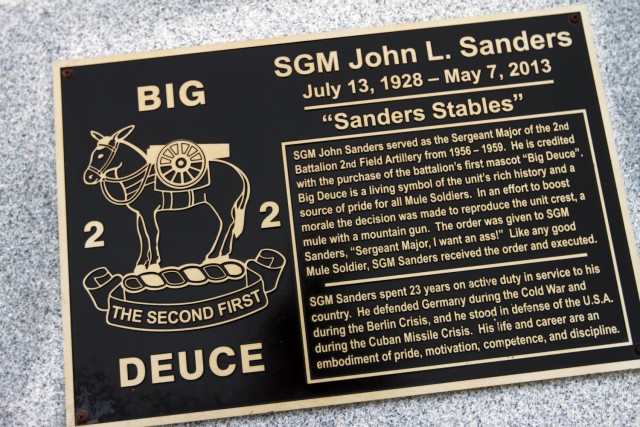 BIG
2
2
THE SECOND FIRST
DEUCE
SGM John L. Sanders
July 13, 1928 – May 7, 2013
“Sanders Stables”
SGM John Sanders served as the Sergeant Major of the 2nd
Battalion 2nd Field Artillery from 1956 – 1959. He is credited
with the purchase of the battalion's first mascot “Big Deuce”.
Big Deuce is a living symbol of the unit's rich history and a
source of pride for all Mule Soldiers. In an effort to boost
morale the decision was made to reproduce the unit crest, a
mule with a mountain gun. The order was given to SGM
Sanders, “Sergeant Major, I want an ass!” Like any good
Mule Soldier, SGM Sanders received the order and executed.
SGM Sanders spent 23 years on active duty in service to his
country. He defended Germany during the Cold War and
during the Berlin Crisis, and he stood in defense of the U.S.A.
during the Cuban Missile Crisis. His life and career are an
embodiment of pride, motivation, competence, and discipline.